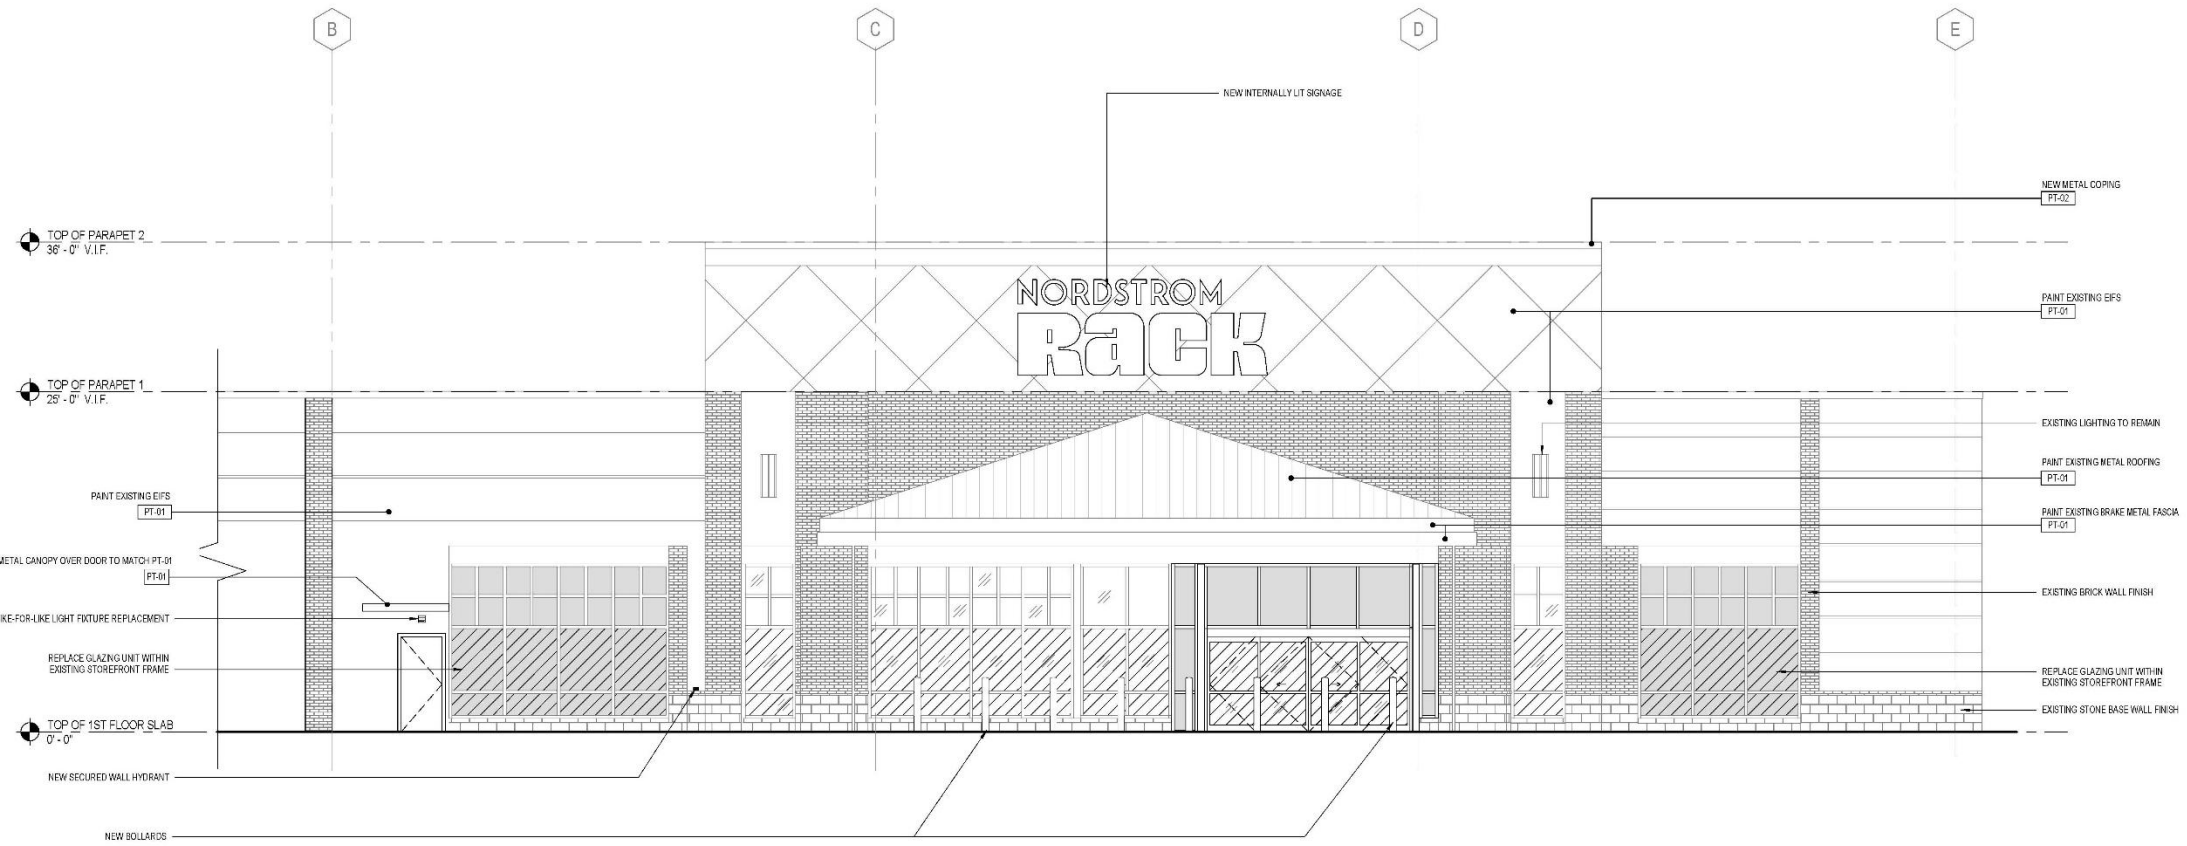 B
C
D
E
NEW INTERNALLY LIT SIGNAGE
NEW METAL COPING
PT-02
TOP OF PARAPET 2
36' - 0" V.I.F.
NORDSTROM
Rack
PAINT EXISTING EIFS
PT-01
TOP OF PARAPET 1
25' - 0" V.I.F.
EXISTING LIGHTING TO REMAIN
PAINT EXISTING METAL ROOFING
PT-01
PAINT EXISTING EIFS
PT-01
PAINT EXISTING BRAKE METAL FASCIA
PT-01
METAL CANOPY OVER DOOR TO MATCH PT-01
PT-01
EXISTING BRICK WALL FINISH
IKE-FOR-LIKE LIGHT FIXTURE REPLACEMENT
REPLACE GLAZING UNIT WITHIN
EXISTING STOREFRONT FRAME
REPLACE GLAZING UNIT WITHIN
EXISTING STOREFRONT FRAME
EXISTING STONE BASE WALL FINISH
TOP OF 1ST FLOOR SLAB
0' - 0"
NEW SECURED WALL HYDRANT
NEW BOLLARDS